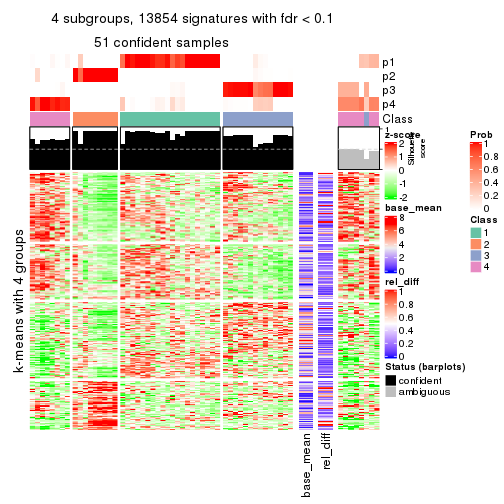 4 subgroups, 13854 signatures with fdr < 0.1
51 confident samples
p1
p2
p3
p4
Class
1
Silhouette
score
k-means with 4 groups
base_mean
rel_diff
z-score
2
1
0
-1
-2
base_mean
8
6
4
2
0
rel_diff
1
0.8
0.6
0.4
0.2
0
Status (barplots)
confident
ambiguous
Prob
1
0.8
0.6
0.4
0.2
0
Class
1
2
3
4